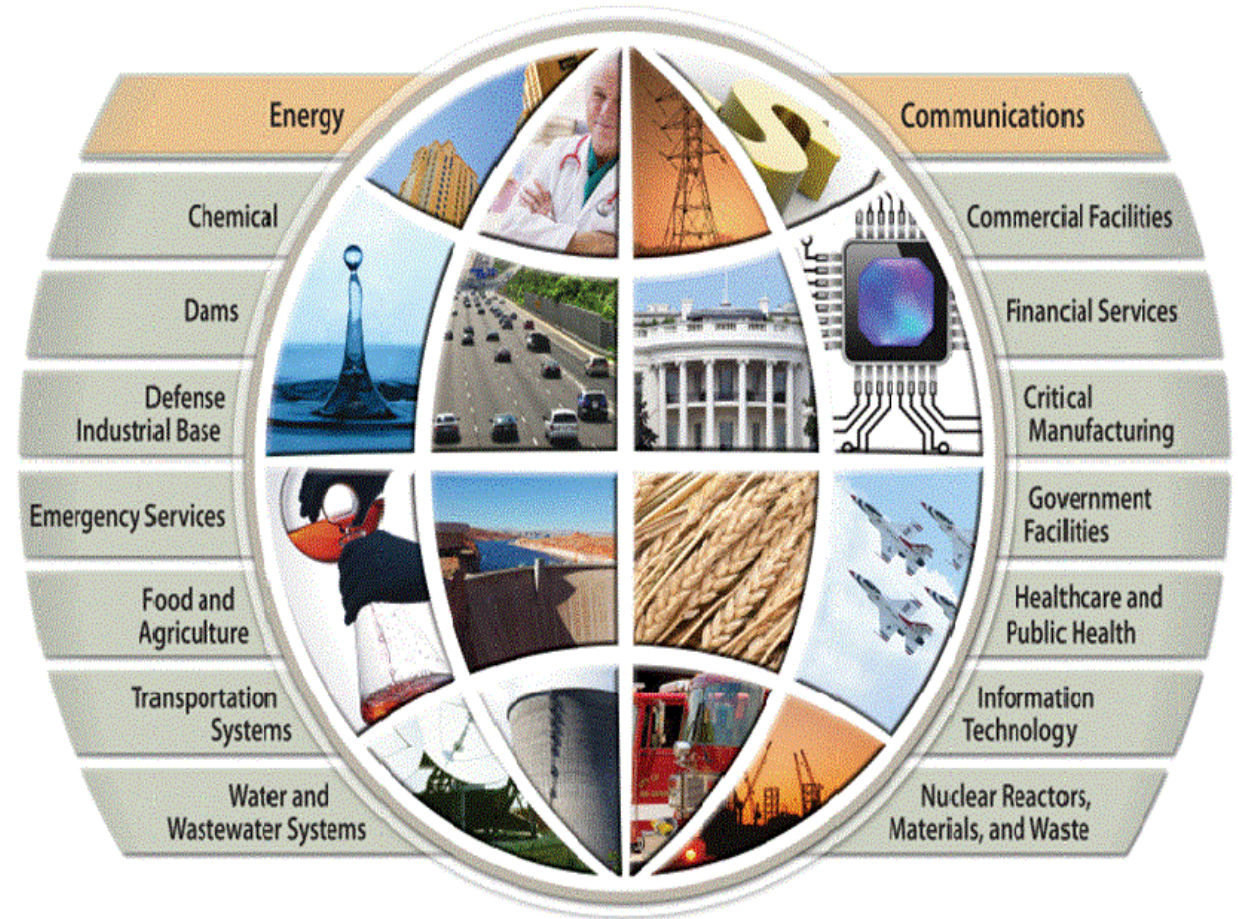 Energy
Chemical
Dams
Defense
Industrial Base
Emergency Services
Food and
Agriculture
Transportation
Systems
Water and
Wastewater Systems
Communications
Commercial Facilities
Financial Services
Critical
Manufacturing
Government
Facilities
Healthcare and
Public Health
Information
Technology
Nuclear Reactors,
Materials, and Waste